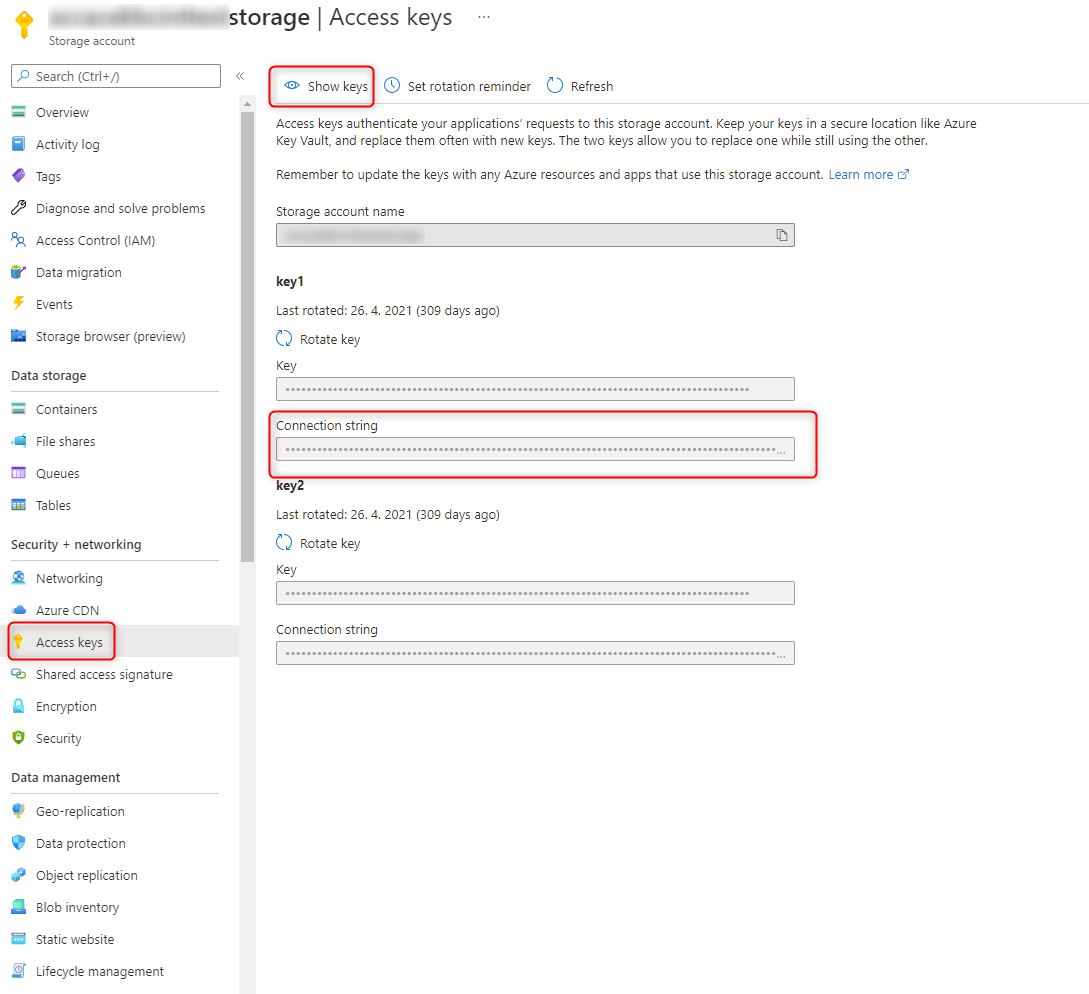 storage | Access keys ...
Storage account
Search (Ctrl+/)
«
Overview
Activity log
Tags
Diagnose and solve problems
Access Control (IAM)
Data migration
Events
Storage browser (preview)
Data storage
Containers
File shares
Queues
Tables
Security + networking
Networking
Azure CDN
Access keys
Shared access signature
Encryption
Security
Data management
Geo-replication
Data protection
Object replication
Blob inventory
Static website
Lifecycle management
Show keys Set rotation reminder Refresh
Access keys authenticate your applications' requests to this storage account. Keep your keys in a secure location like Azure
Key Vault, and replace them often with new keys. The two keys allow you to replace one while still using the other.
Remember to update the keys with any Azure resources and apps that use this storage account. Learn more
Storage account name
key1
Last rotated: 26. 4. 2021 (309 days ago)
Rotate key
Key
Connection string
key2
Last rotated: 26. 4. 2021 (309 days ago)
Rotate key
Key
Connection string